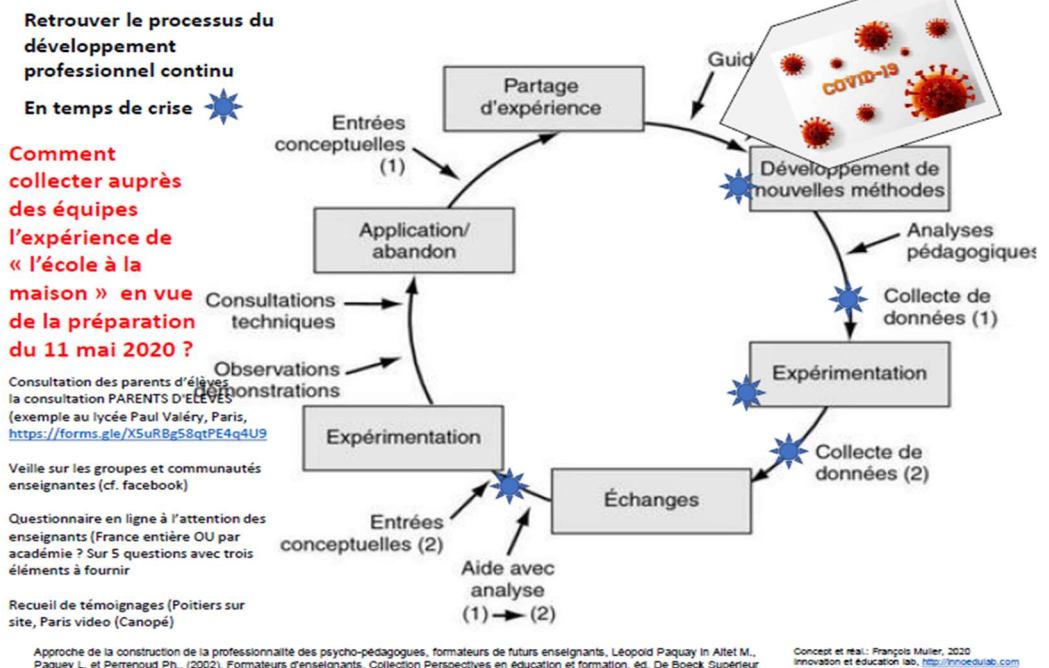 Retrouver le processus du
développement
professionnel continu
En temps de crise
Comment
collecter auprès
des équipes
l'expérience de
« l'école à la
maison » en vue
de la préparation
du 11 mai 2020 ?
Consultation des parents d'élèves
la consultation PARENTS D'ELEVES
(exemple au lycée Paul Valéry, Paris,
https://forms.gle/X5uRBg58qtPE4q4U9
Veille sur les groupes et communautés
enseignantes (cf. facebook)
Questionnaire en ligne à l'attention des
enseignants (France entière OU par
académie ? Sur 5 questions avec trois
éléments à fournir
Recueil de témoignages (Poitiers sur
site, Paris video (Canopé)
Partage
d'expérience
Guid
COVID-19
Développement de
nouvelles méthodes
Analyses
pédagogiques
Collecte de
données (1)
Expérimentation
Collecte de
données (2)
Échanges
Aide avec
analyse
(1) → (2)
Entrées
conceptuelles (2)
Expérimentation
Observations
démonstrations
Consultations
techniques
Application/
abandon
Entrées
conceptuelles
(1)
Approche de la construction de la professionnalité des psycho-pédagogues, formateurs de futurs enseignants, Léopold Paquay In Altet M.,
Paquey L. et Perrenoud Ph., (2002). Formateurs d'enseignants. Collection Perspectives en éducation et formation, éd. De Boeck Supérieur
Concept et réal.: François Muller, 2020
Innovation et éducation lab, http://innoedulab.com